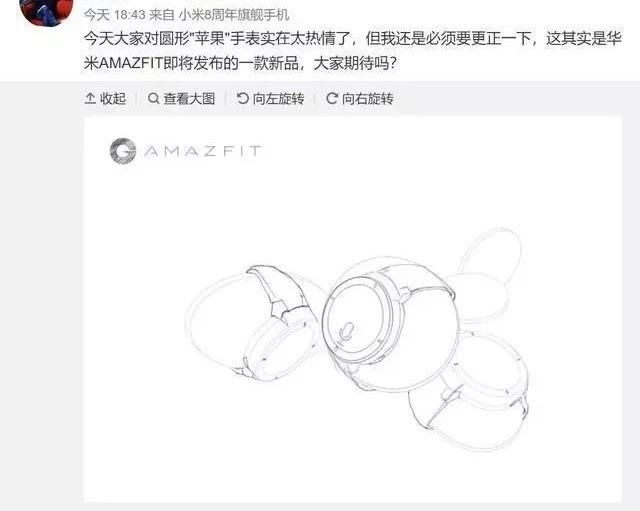 今天 18:43 来自 小米8周年旗舰手机
今天大家对圆形"苹果"手表实在太热情了，但我还是必须要更正一下，这其实是华
米AMAZFIT即将发布的一款新品，大家期待吗？
收起 查看大图 向左旋转 向右旋转
AMAZFIT